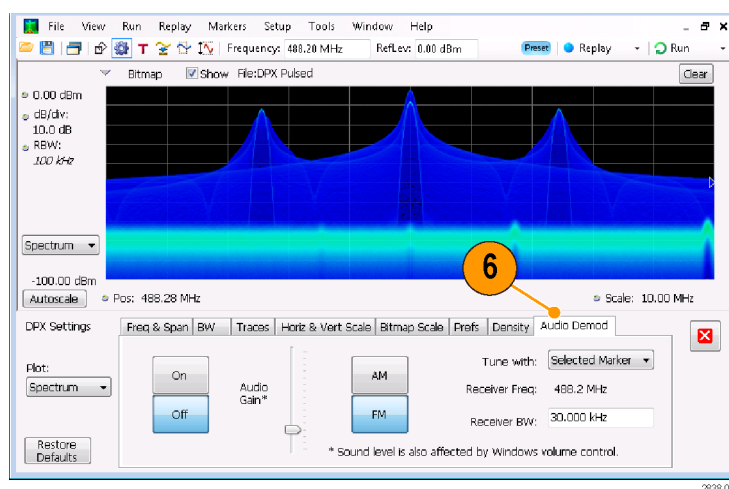 File View Run Replay Markers Setup Tools Window Help
T Frequency: 488.20 MHz RefLev: 0.00 dBm Preset Replay Run
Bitmap Show File:DPX Pulsed Clear
0.00 dBm
dB/div:
10.0 dB
RBW:
100 kHz
Spectrum
-100.00 dBm
6
Autoscale Pos: 488.28 MHz Scale: 10.00 MHz
DPX Settings Freq & Span BW Traces Horiz & Vert Scale Bitmap Scale Prefs Density Audio Demod
Plot:
Spectrum
Restore
Defaults
On
Off
Audio
Gain*
AM
FM
Tune with: Selected Marker
Receiver Freq: 488.2 MHz
Receiver BW: 30.000 kHz
* Sound level is also affected by Windows volume control.